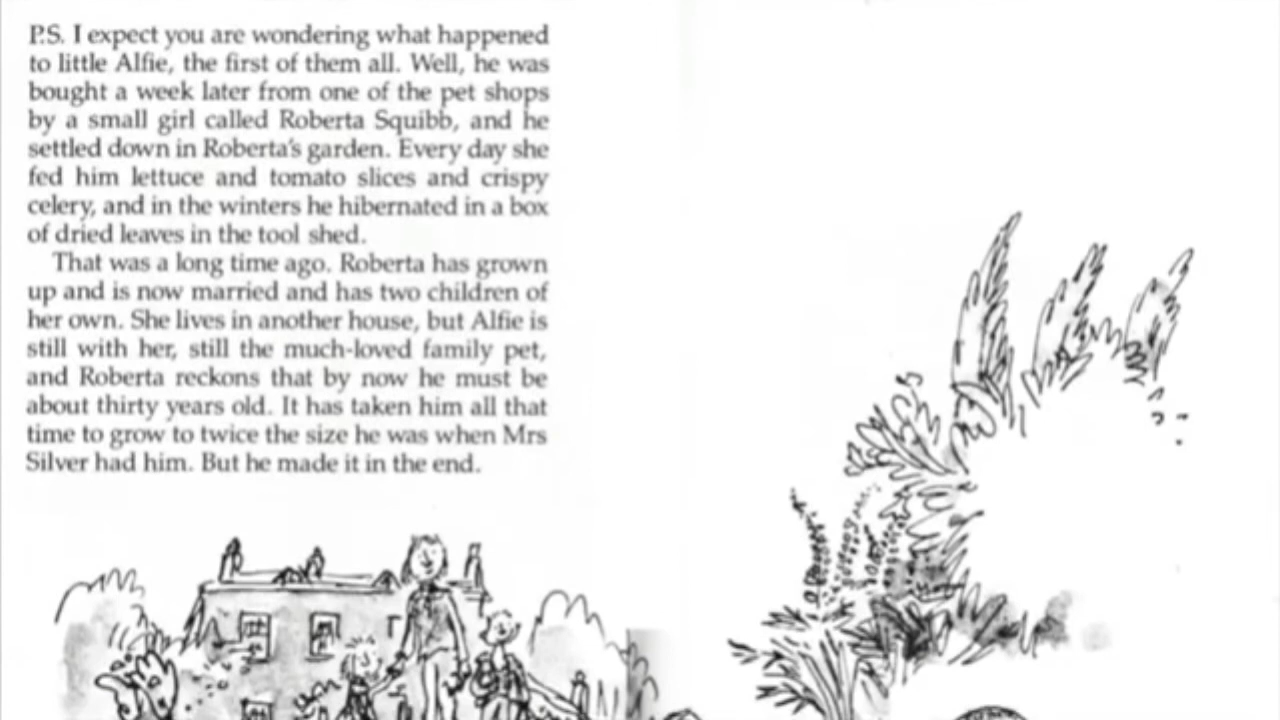 P.S. I expect you are wondering what happened
to little Alfie, the first of them all. Well, he was
bought a week later from one of the pet shops
by a small girl called Roberta Squibb, and he
settled down in Roberta's garden. Every day she
fed him lettuce and tomato slices and crispy
celery, and in the winters he hibernated in a box
of dried leaves in the tool shed.
That was a long time ago. Roberta has grown
up and is now married and has two children of
her own. She lives in another house, but Alfie is
still with her, still the much-loved family pet,
and Roberta reckons that by now he must be
about thirty years old. It has taken him all that
time to grow to twice the size he was when Mrs
Silver had him. But he made it in the end.